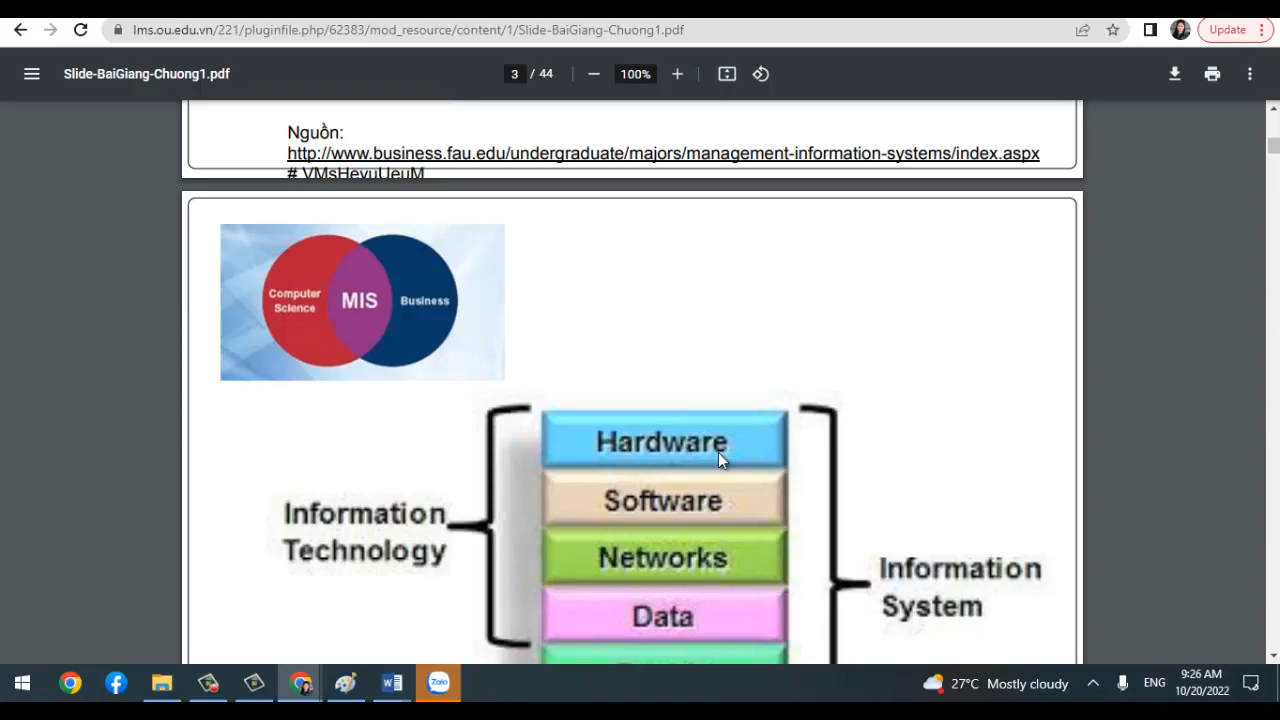 lms.ou.edu.vn/221/pluginfile.php/62383/mod_resource/content/1/Slide-BaiGiang-Chuong1.pdf
Update
Slide-BaiGiang-Chuong1.pdf
3 / 44
100%
Nguồn:
http://www.business.fau.edu/undergraduate/majors/management-information-systems/index.aspx
#.VMsHevuUeuM
Computer
Science
MIS
Business
Hardware
Software
Networks
Data
Information
Technology
Information
System
Zalo
27°C Mostly cloudy
ENG
9:26 AM
10/20/2022